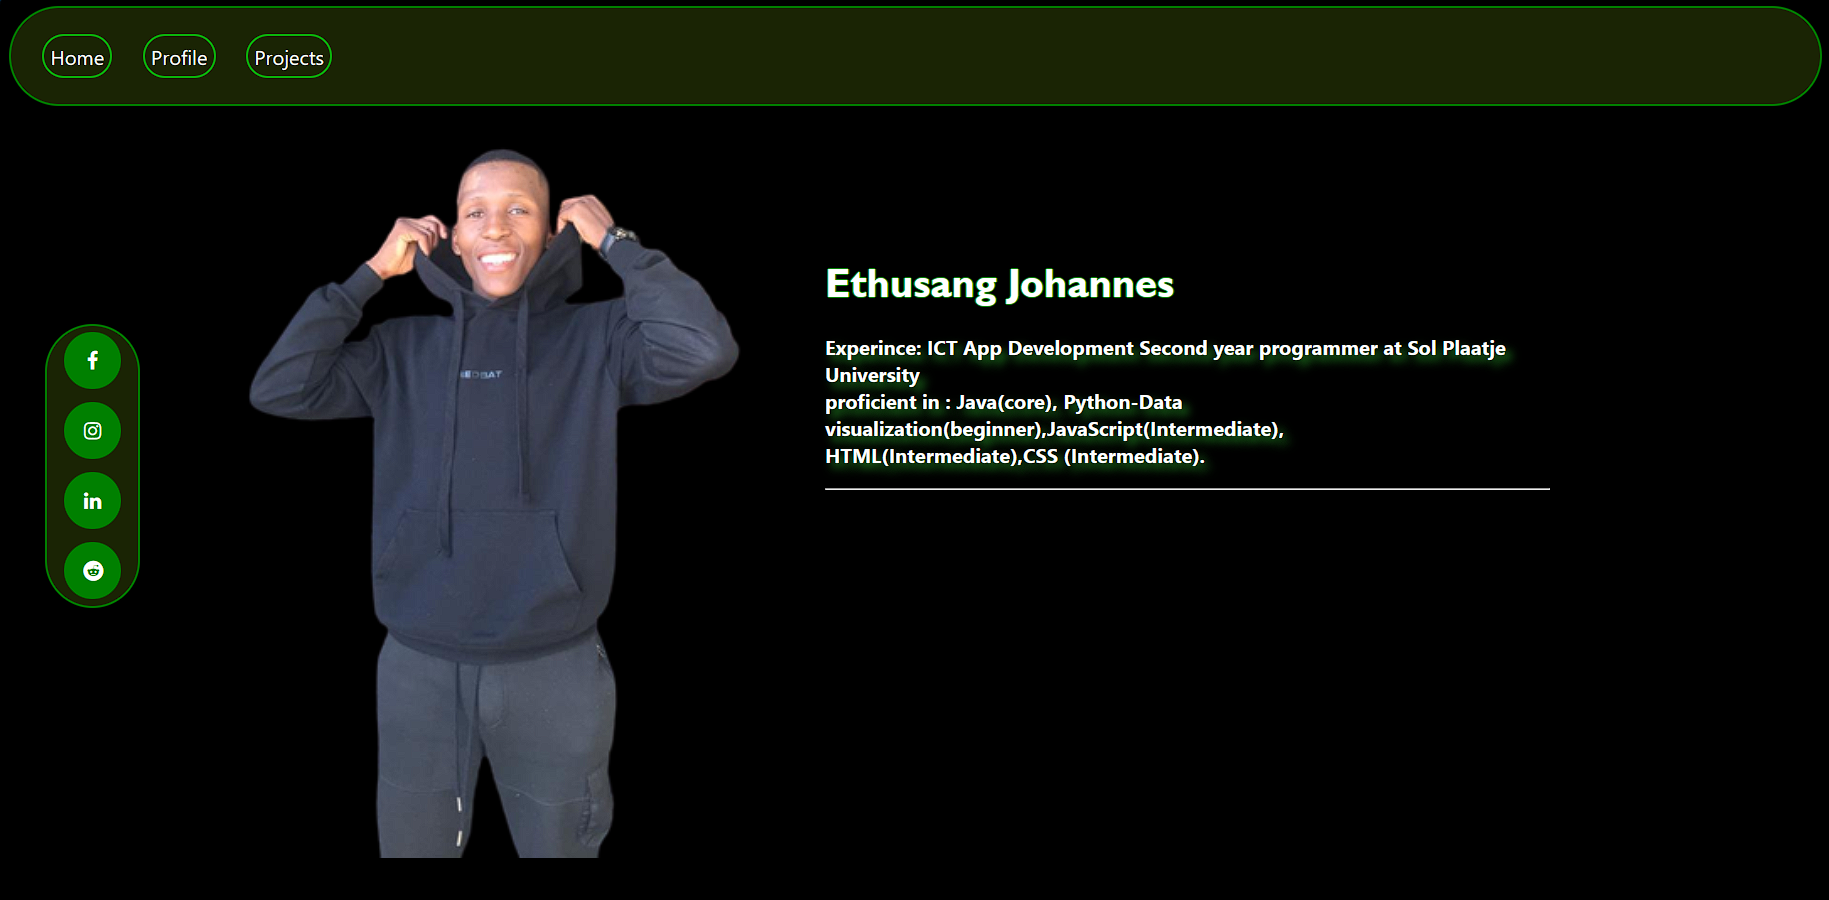 Home Profile Projects
Ethusang Johannes
Experince: ICT App Development Second year programmer at Sol Plaatje
University
proficient in : Java(core), Python-Data
visualization(beginner),JavaScript(Intermediate),
HTML(Intermediate),CSS (Intermediate).